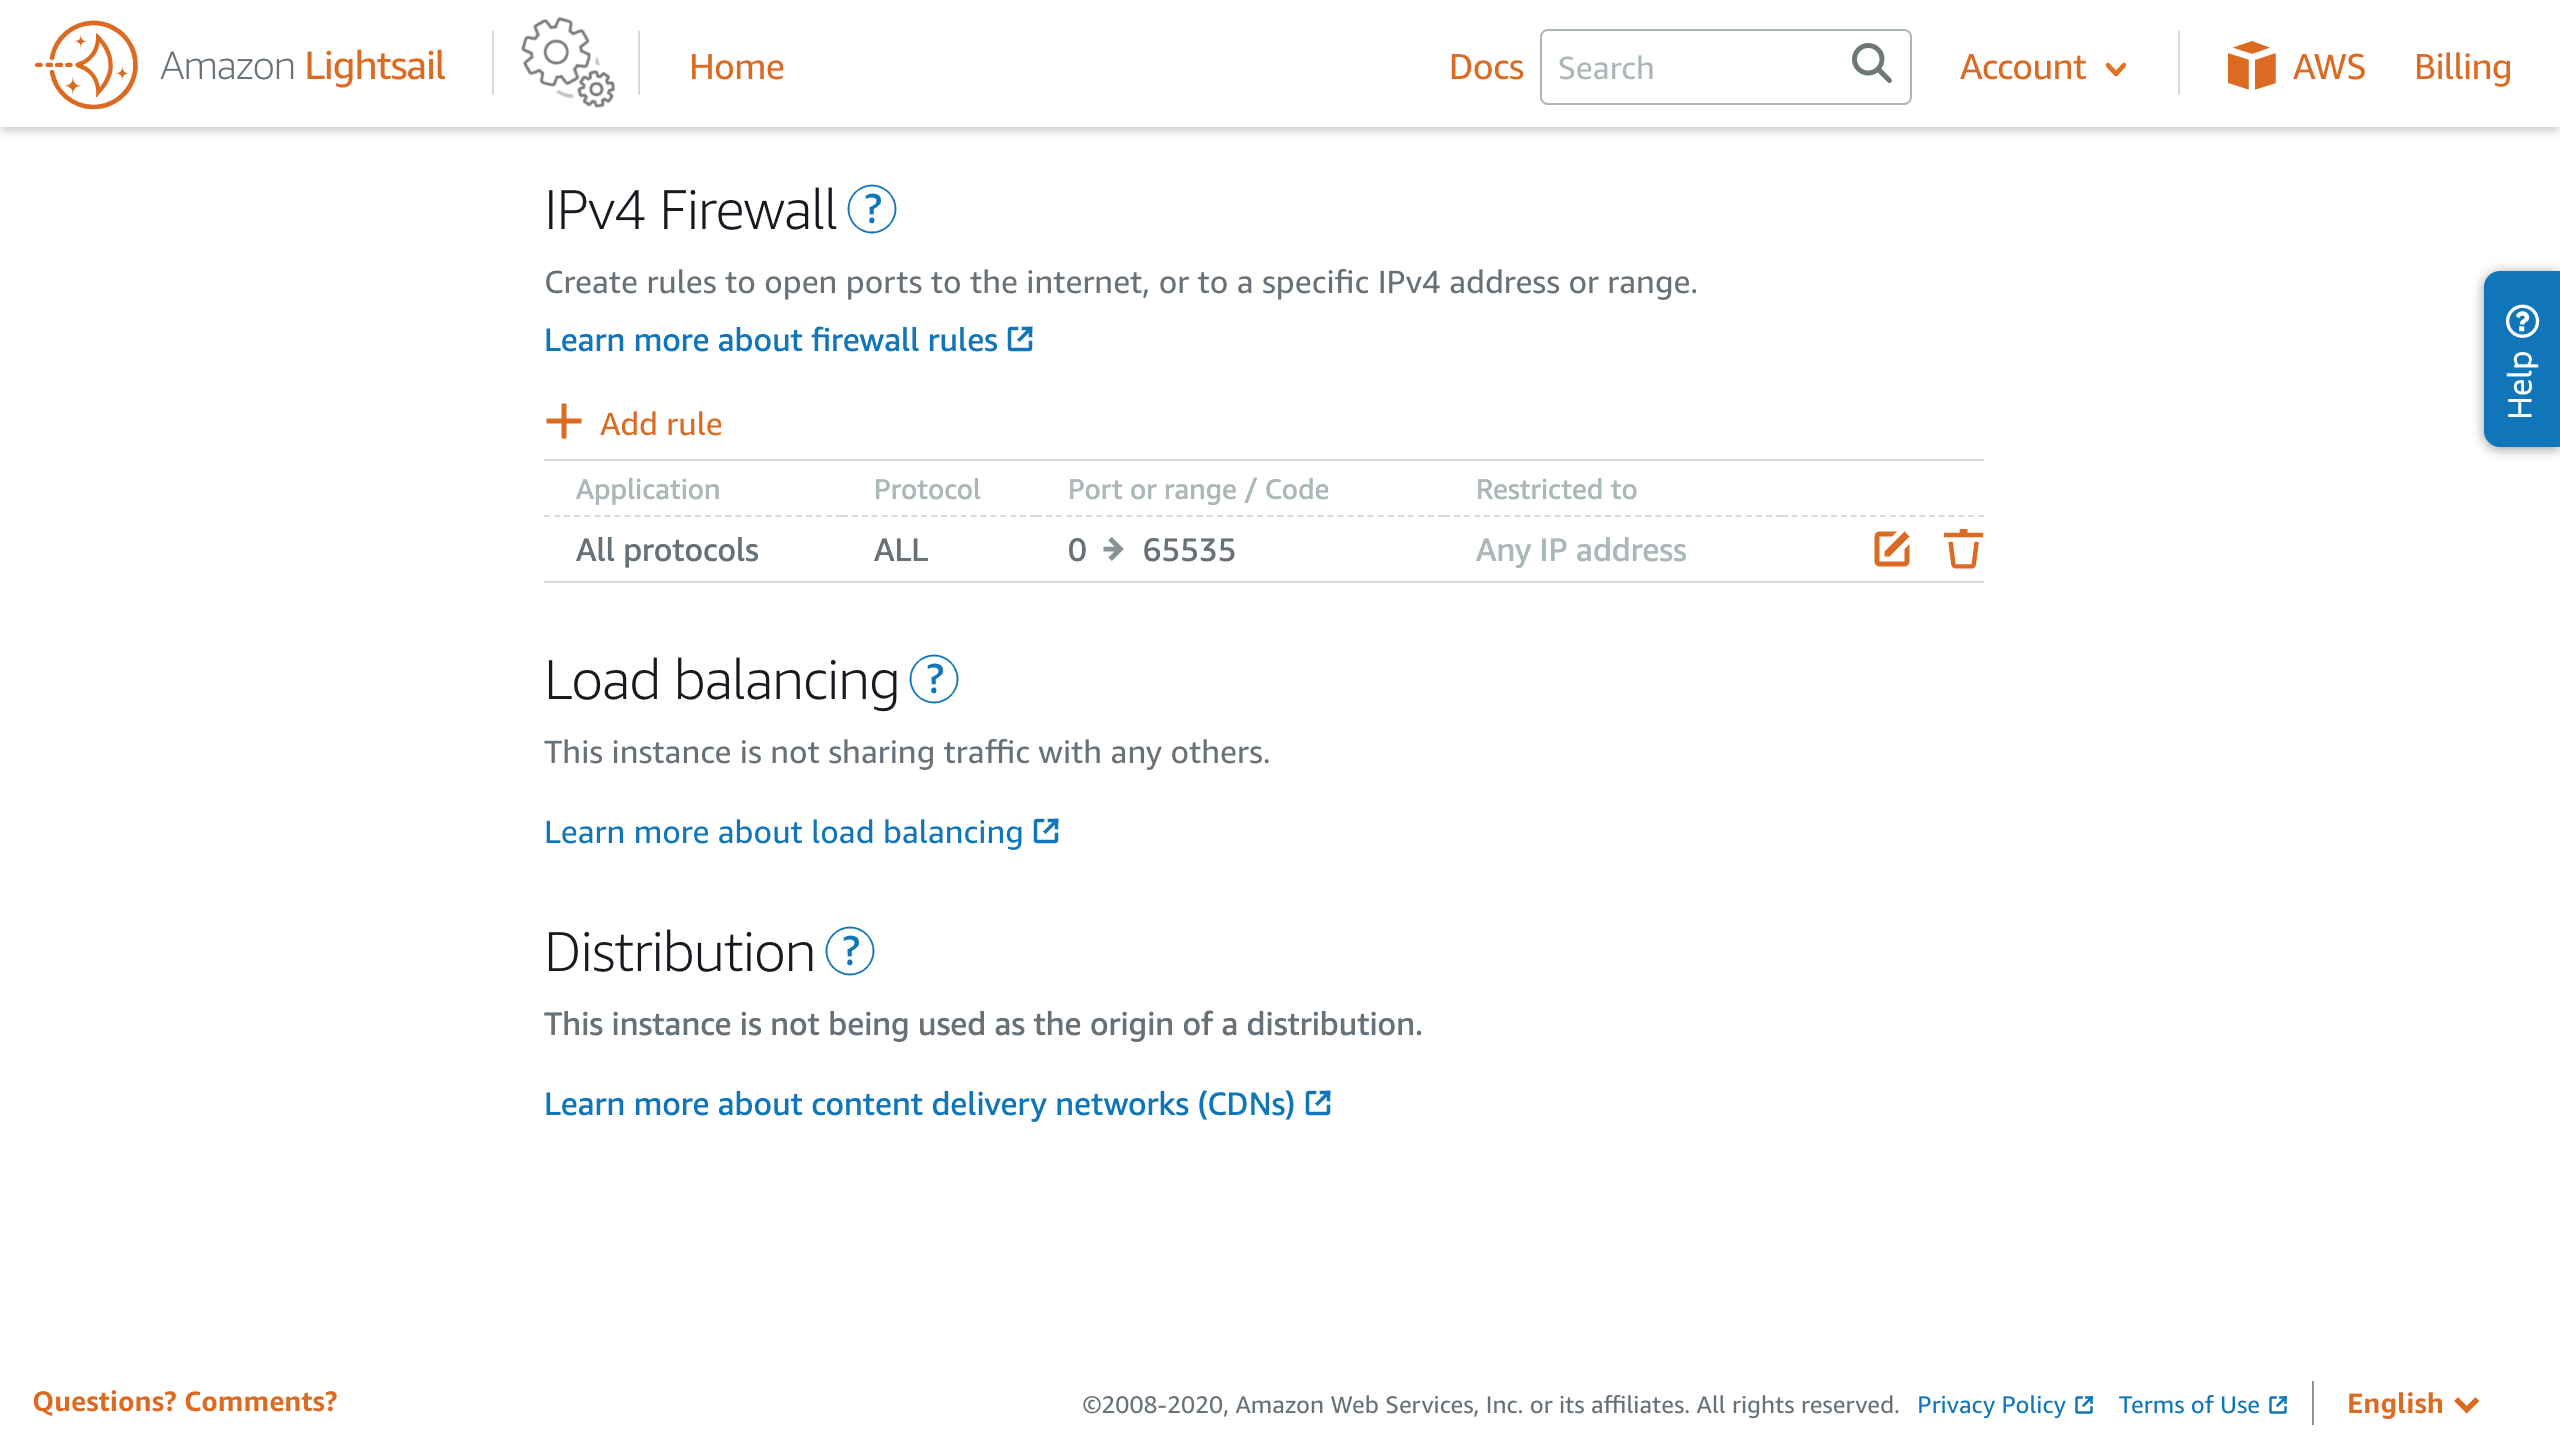 Amazon Lightsail
Home
Docs
Search
Account
AWS
Billing
IPv4 Firewall ?
Create rules to open ports to the internet, or to a specific IPv4 address or range.
Learn more about firewall rules
Help ?
+ Add rule
Application Protocol Port or range / Code Restricted to
All protocols ALL 0 → 65535 Any IP address
Load balancing ?
This instance is not sharing traffic with any others.
Learn more about load balancing
Distribution ?
This instance is not being used as the origin of a distribution.
Learn more about content delivery networks (CDNs)
Questions? Comments?
©2008-2020, Amazon Web Services, Inc. or its affiliates. All rights reserved. Privacy Policy Terms of Use
English